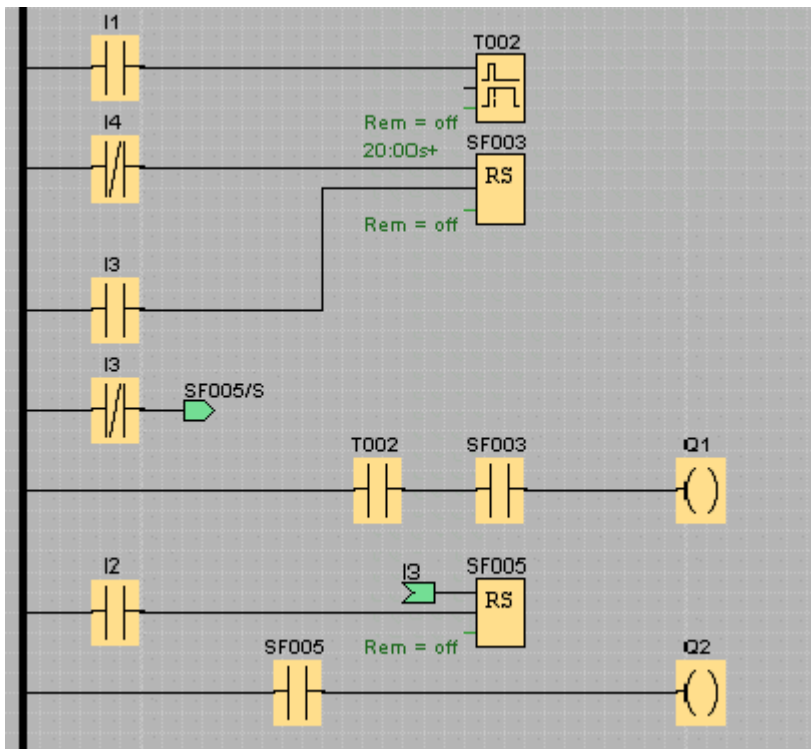 I1
T002
Rem = off
20:00s+
I4
SF003
RS
Rem = off
I3
I3
SF005/S
T002 SF003 Q1
I2
I3
SF005
RS
Rem = off
SF005 Q2